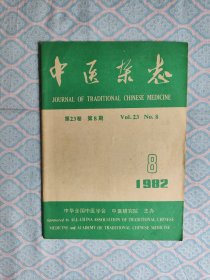 中医杂志
JOURNAL OF TRADITIONAL CHINESE MEDICINE
第23卷 第8期 Vol. 23 No. 8
8
1982
中华全国中医学会 中医研究院 主办
Sponsored by ALL-CHINA ASSOCIATION OF TRADITIONAL CHINESE
MEDICINE and ACADEMY OF TRADITIONAL CHINESE MEDICINE